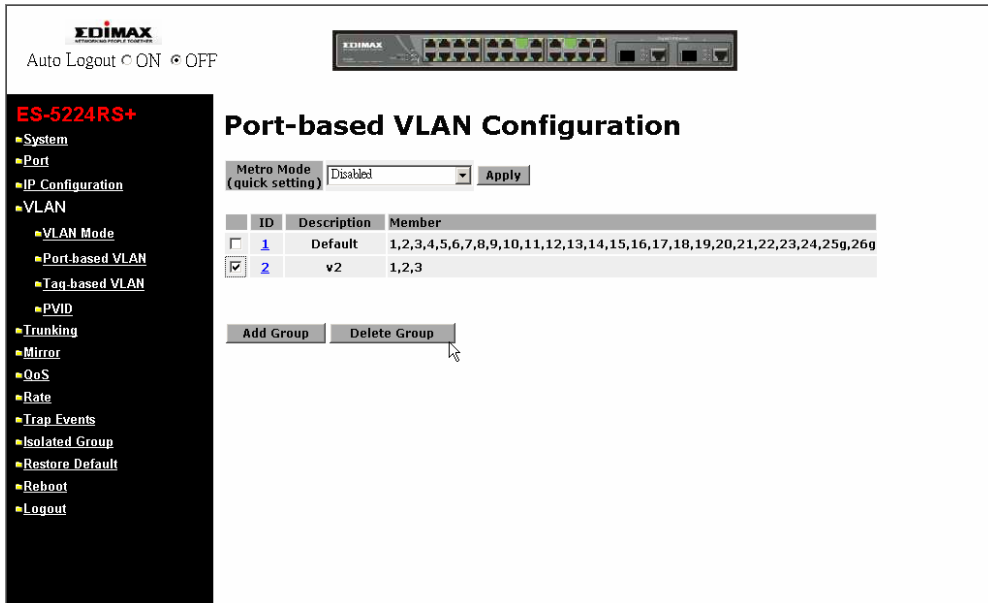 EDIMAX
NETWORKING PEOPLE TOGETHER
Auto Logout ON OFF
EDIMAX
ES-5224RS+
System
Port
IP Configuration
VLAN
VLAN Mode
Port-based VLAN
Tag-based VLAN
PVID
Trunking
Mirror
QoS
Rate
Trap Events
Isolated Group
Restore Default
Reboot
Logout
Port-based VLAN Configuration
Metro Mode
(quick setting) Disabled Apply
ID Description Member
1 Default 1,2,3,4,5,6,7,8,9,10,11,12,13,14,15,16,17,18,19,20,21,22,23,24,25g,26g
2 v2 1,2,3
Add Group Delete Group